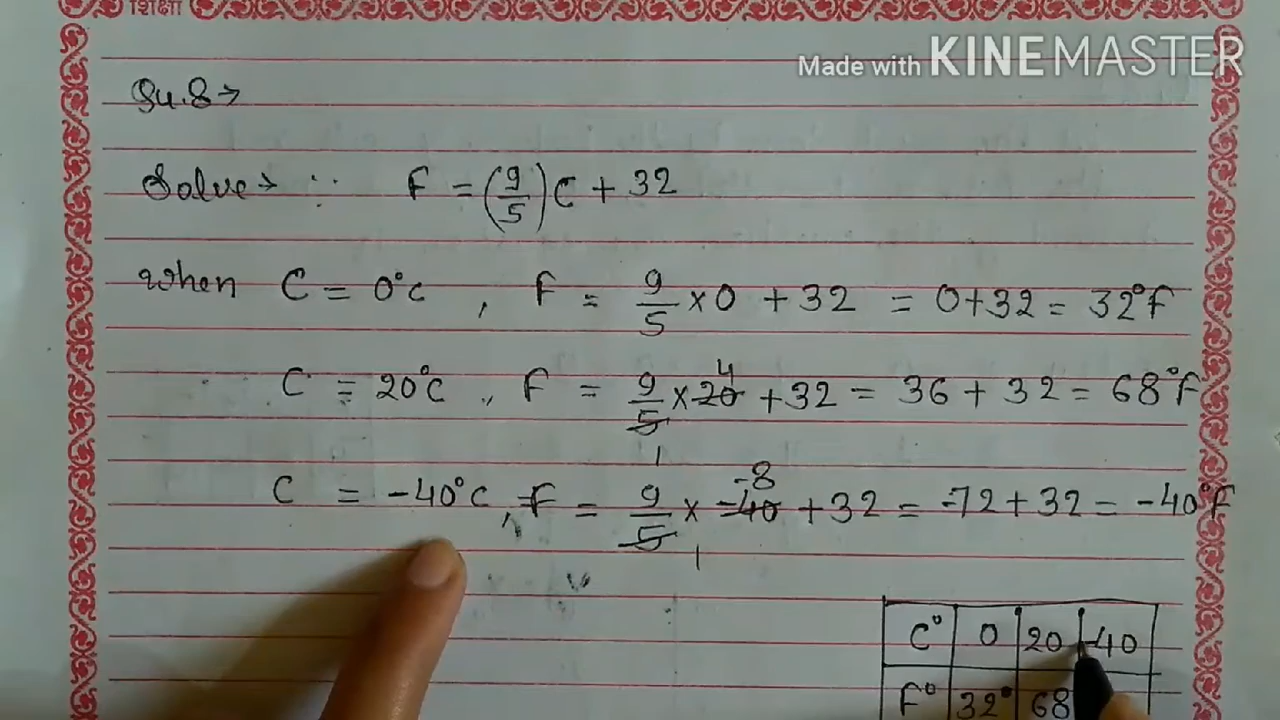 शिक्षा
Made with KINEMASTER
Qu.8→
Solve→ ∵ F = (9/5)C + 32
When C = 0°c , F = 9/5 × 0 + 32 = 0+32 = 32°F
C = 20°C , F = 9/5 × 20 + 32 = 36 + 32 = 68°F
4
1
C = -40°C , F = 9/5 × -40 + 32 = -72 + 32 = -40°F
-8
1
C° 0 20 -40
F° 32° 68